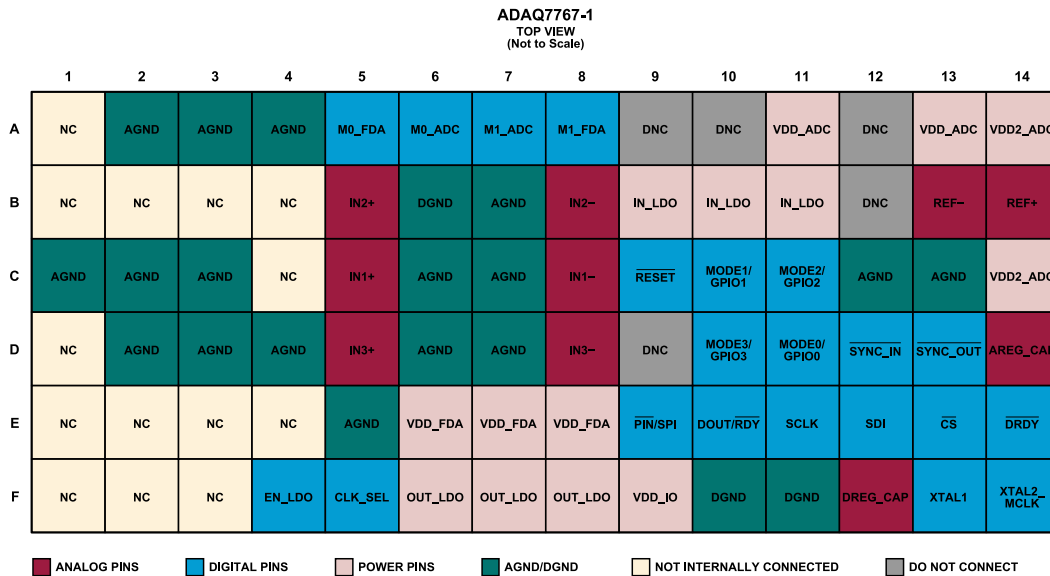 ADAQ7767-1
TOP VIEW
(Not to Scale)
1 2 3 4 5 6 7 8 9 10 11 12 13 14
A NC AGND AGND AGND M0_FDA M0_ADC M1_ADC M1_FDA DNC DNC VDD_ADC DNC VDD_ADC VDD2_ADC
B NC NC NC NC IN2+ DGND AGND IN2− IN_LDO IN_LDO IN_LDO DNC REF− REF+
C AGND AGND AGND NC IN1+ AGND AGND IN1− RESET MODE1/ GPIO1 MODE2/ GPIO2 AGND AGND VDD2_ADC
D NC AGND AGND AGND IN3+ AGND AGND IN3− DNC MODE3/ GPIO3 MODE0/ GPIO0 SYNC_IN SYNC_OUT AREG_CAP
E NC NC NC NC AGND VDD_FDA VDD_FDA VDD_FDA PIN/SPI DOUT/RDY SCLK SDI CS DRDY
F NC NC NC EN_LDO CLK_SEL OUT_LDO OUT_LDO OUT_LDO VDD_IO DGND DGND DREG_CAP XTAL1 XTAL2_ MCLK
ANALOG PINS DIGITAL PINS POWER PINS AGND/DGND NOT INTERNALLY CONNECTED DO NOT CONNECT